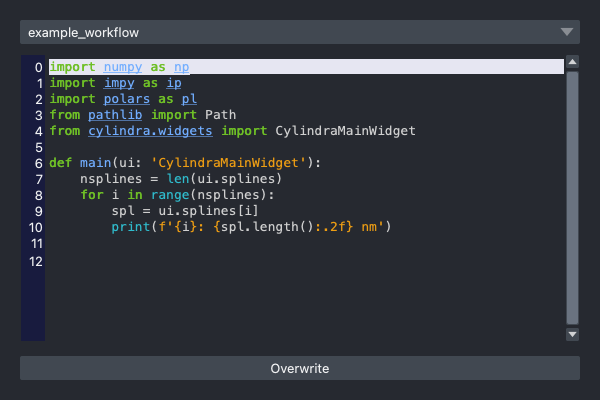 example_workflow
0 import numpy as np
1 import impy as ip
2 import polars as pl
3 from pathlib import Path
4 from cylindra.widgets import CylindraMainWidget
5
6 def main(ui: 'CylindraMainWidget'):
7     nsplines = len(ui.splines)
8     for i in range(nsplines):
9         spl = ui.splines[i]
10         print(f'{i}: {spl.length():.2f} nm')
11
12
Overwrite